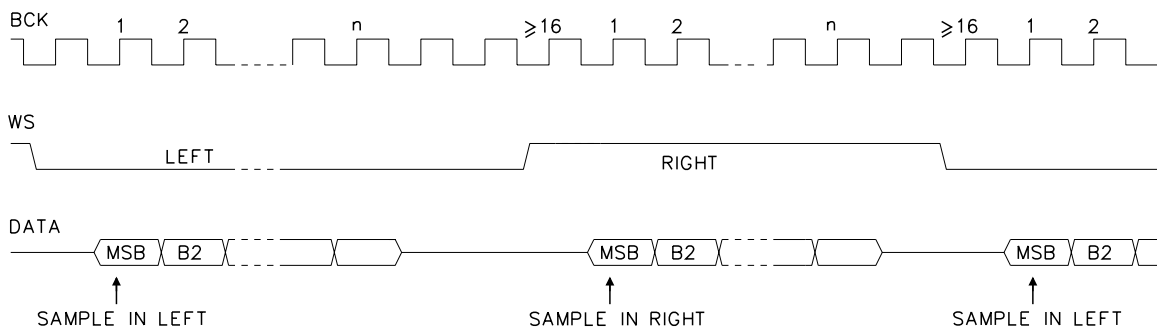 BCK
1 2 n ≥16 1 2 n ≥16 1 2
WS
LEFT RIGHT
DATA
MSB B2 MSB B2 MSB B2
SAMPLE IN LEFT SAMPLE IN RIGHT SAMPLE IN LEFT